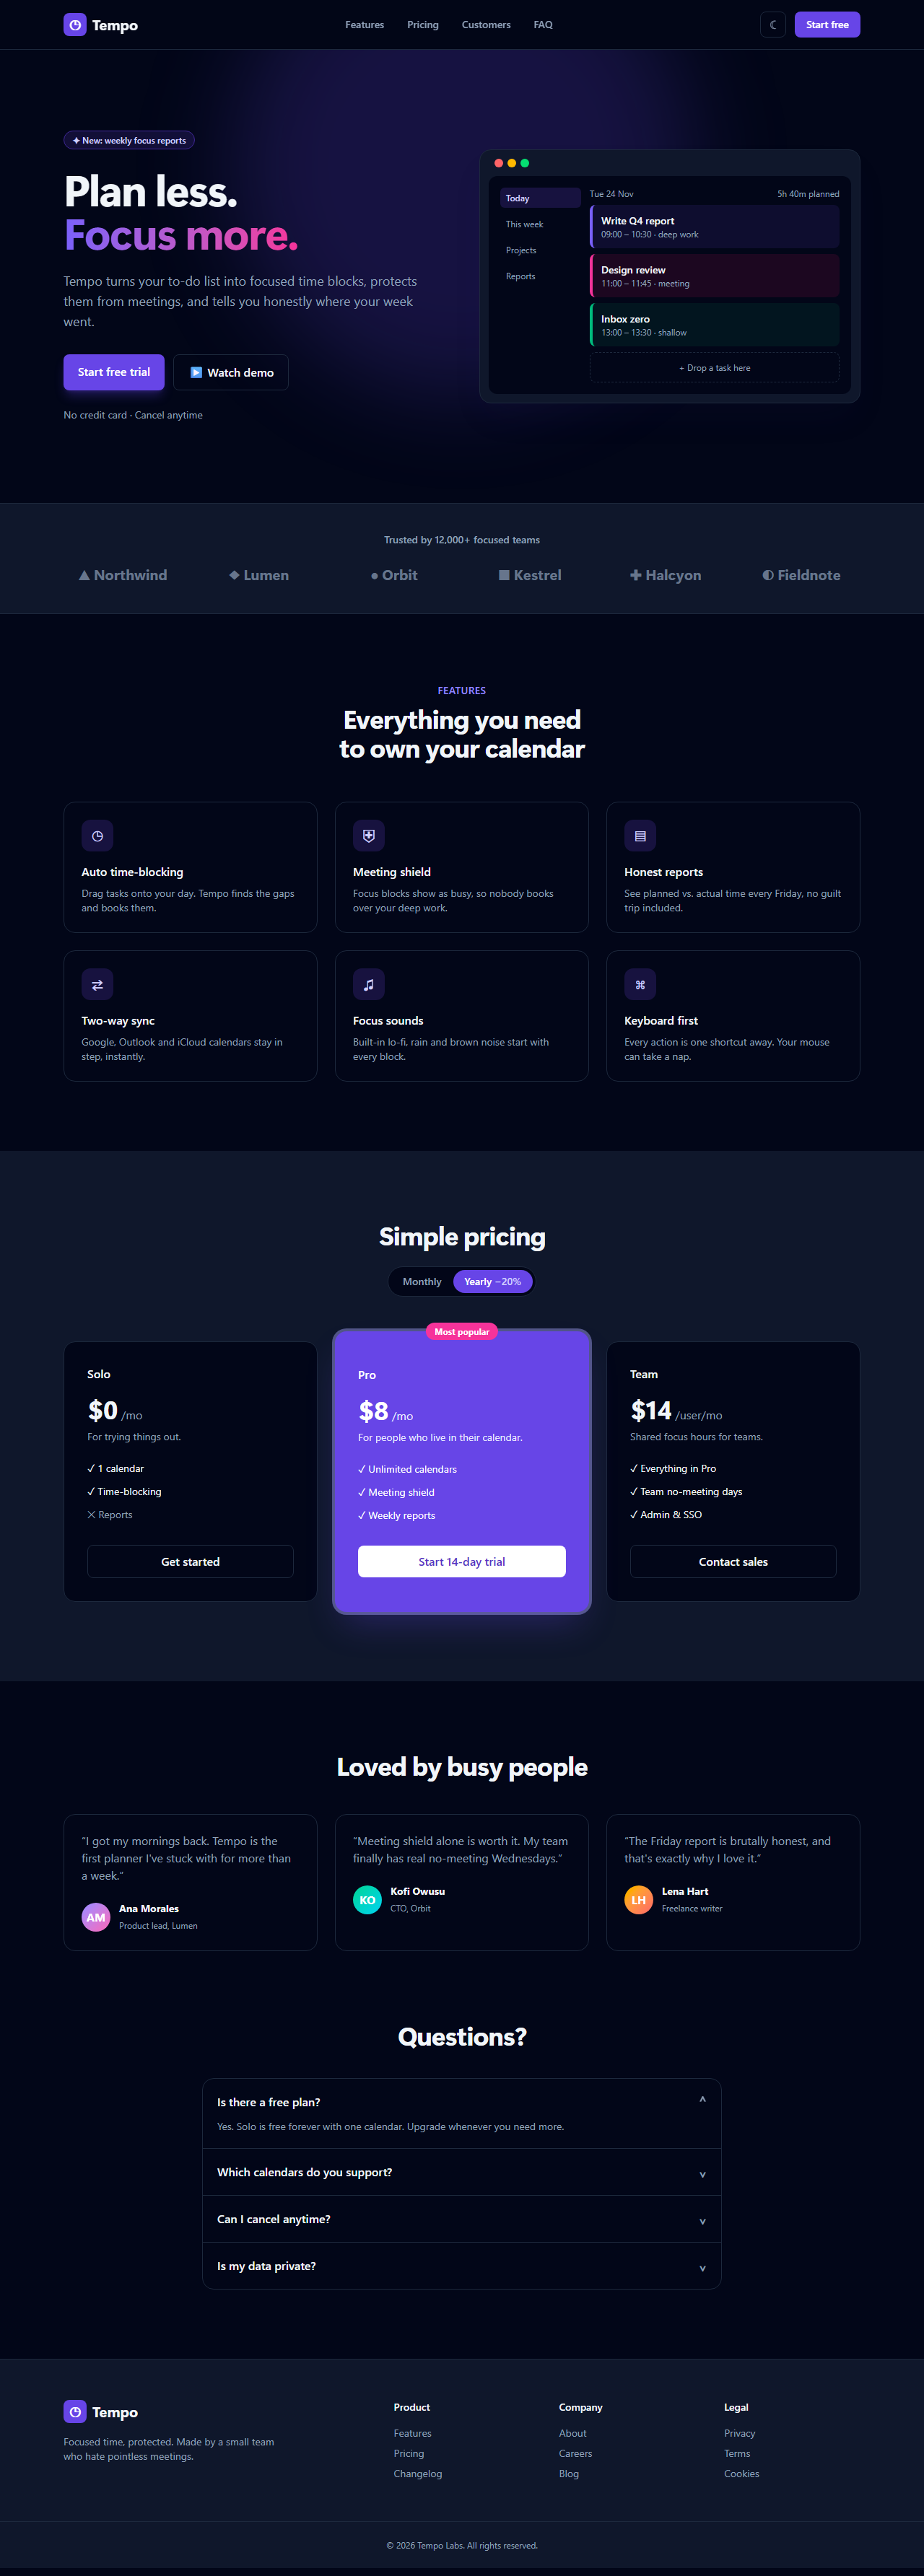 Tempo
Features Pricing Customers FAQ
Start free
✦ New: weekly focus reports
Plan less.
Focus more.
Tempo turns your to-do list into focused time blocks, protects
them from meetings, and tells you honestly where your week
went.
Start free trial
▶ Watch demo
No credit card · Cancel anytime
Today
This week
Projects
Reports
Tue 24 Nov 5h 40m planned
Write Q4 report
09:00 – 10:30 · deep work
Design review
11:00 – 11:45 · meeting
Inbox zero
13:00 – 13:30 · shallow
+ Drop a task here
Trusted by 12,000+ focused teams
▲ Northwind
◆ Lumen
● Orbit
■ Kestrel
✚ Halcyon
◐ Fieldnote
FEATURES
Everything you need
to own your calendar
Auto time-blocking
Drag tasks onto your day. Tempo finds the gaps
and books them.
Meeting shield
Focus blocks show as busy, so nobody books
over your deep work.
Honest reports
See planned vs. actual time every Friday, no guilt
trip included.
Two-way sync
Google, Outlook and iCloud calendars stay in
step, instantly.
Focus sounds
Built-in lo-fi, rain and brown noise start with
every block.
Keyboard first
Every action is one shortcut away. Your mouse
can take a nap.
Simple pricing
Monthly Yearly −20%
Solo
$0 /mo
For trying things out.
✓ 1 calendar
✓ Time-blocking
✕ Reports
Get started
Most popular
Pro
$8 /mo
For people who live in their calendar.
✓ Unlimited calendars
✓ Meeting shield
✓ Weekly reports
Start 14-day trial
Team
$14 /user/mo
Shared focus hours for teams.
✓ Everything in Pro
✓ Team no-meeting days
✓ Admin & SSO
Contact sales
Loved by busy people
"I got my mornings back. Tempo is the
first planner I've stuck with for more than
a week."
AM
Ana Morales
Product lead, Lumen
"Meeting shield alone is worth it. My team
finally has real no-meeting Wednesdays."
KO
Kofi Owusu
CTO, Orbit
"The Friday report is brutally honest, and
that's exactly why I love it."
LH
Lena Hart
Freelance writer
Questions?
Is there a free plan?
Yes. Solo is free forever with one calendar. Upgrade whenever you need more.
Which calendars do you support?
Can I cancel anytime?
Is my data private?
Tempo
Focused time, protected. Made by a small team
who hate pointless meetings.
Product
Features
Pricing
Changelog
Company
About
Careers
Blog
Legal
Privacy
Terms
Cookies
© 2026 Tempo Labs. All rights reserved.